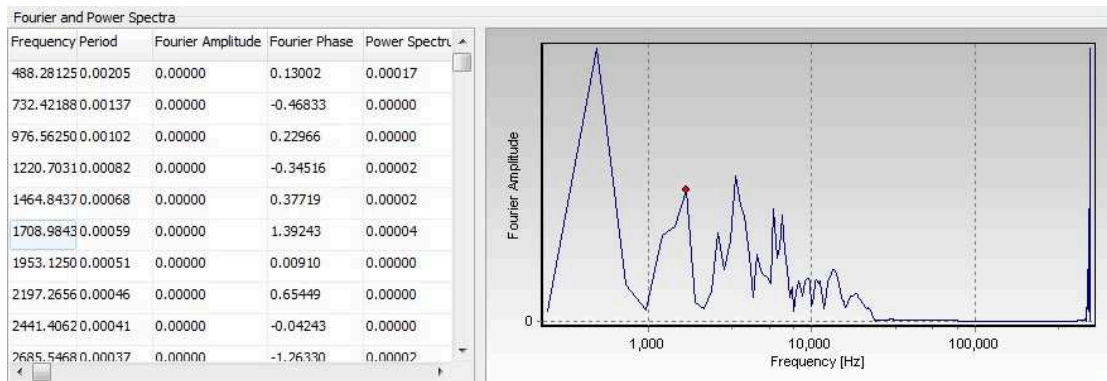 Fourier and Power Spectra
Frequency Period Fourier Amplitude Fourier Phase Power Spectru
488.28125 0.00205 0.00000 0.13002 0.00017
732.42188 0.00137 0.00000 -0.46833 0.00000
976.56250 0.00102 0.00000 0.22966 0.00000
1220.7031 0.00082 0.00000 -0.34516 0.00002
1464.8437 0.00068 0.00000 0.37719 0.00002
1708.9843 0.00059 0.00000 1.39243 0.00004
1953.1250 0.00051 0.00000 0.00910 0.00000
2197.2656 0.00046 0.00000 0.65449 0.00000
2441.4062 0.00041 0.00000 -0.04243 0.00000
2685.5468 0.00037 0.00000 -1.26330 0.00002
Fourier Amplitude
0
1,000 10,000 100,000
Frequency [Hz]